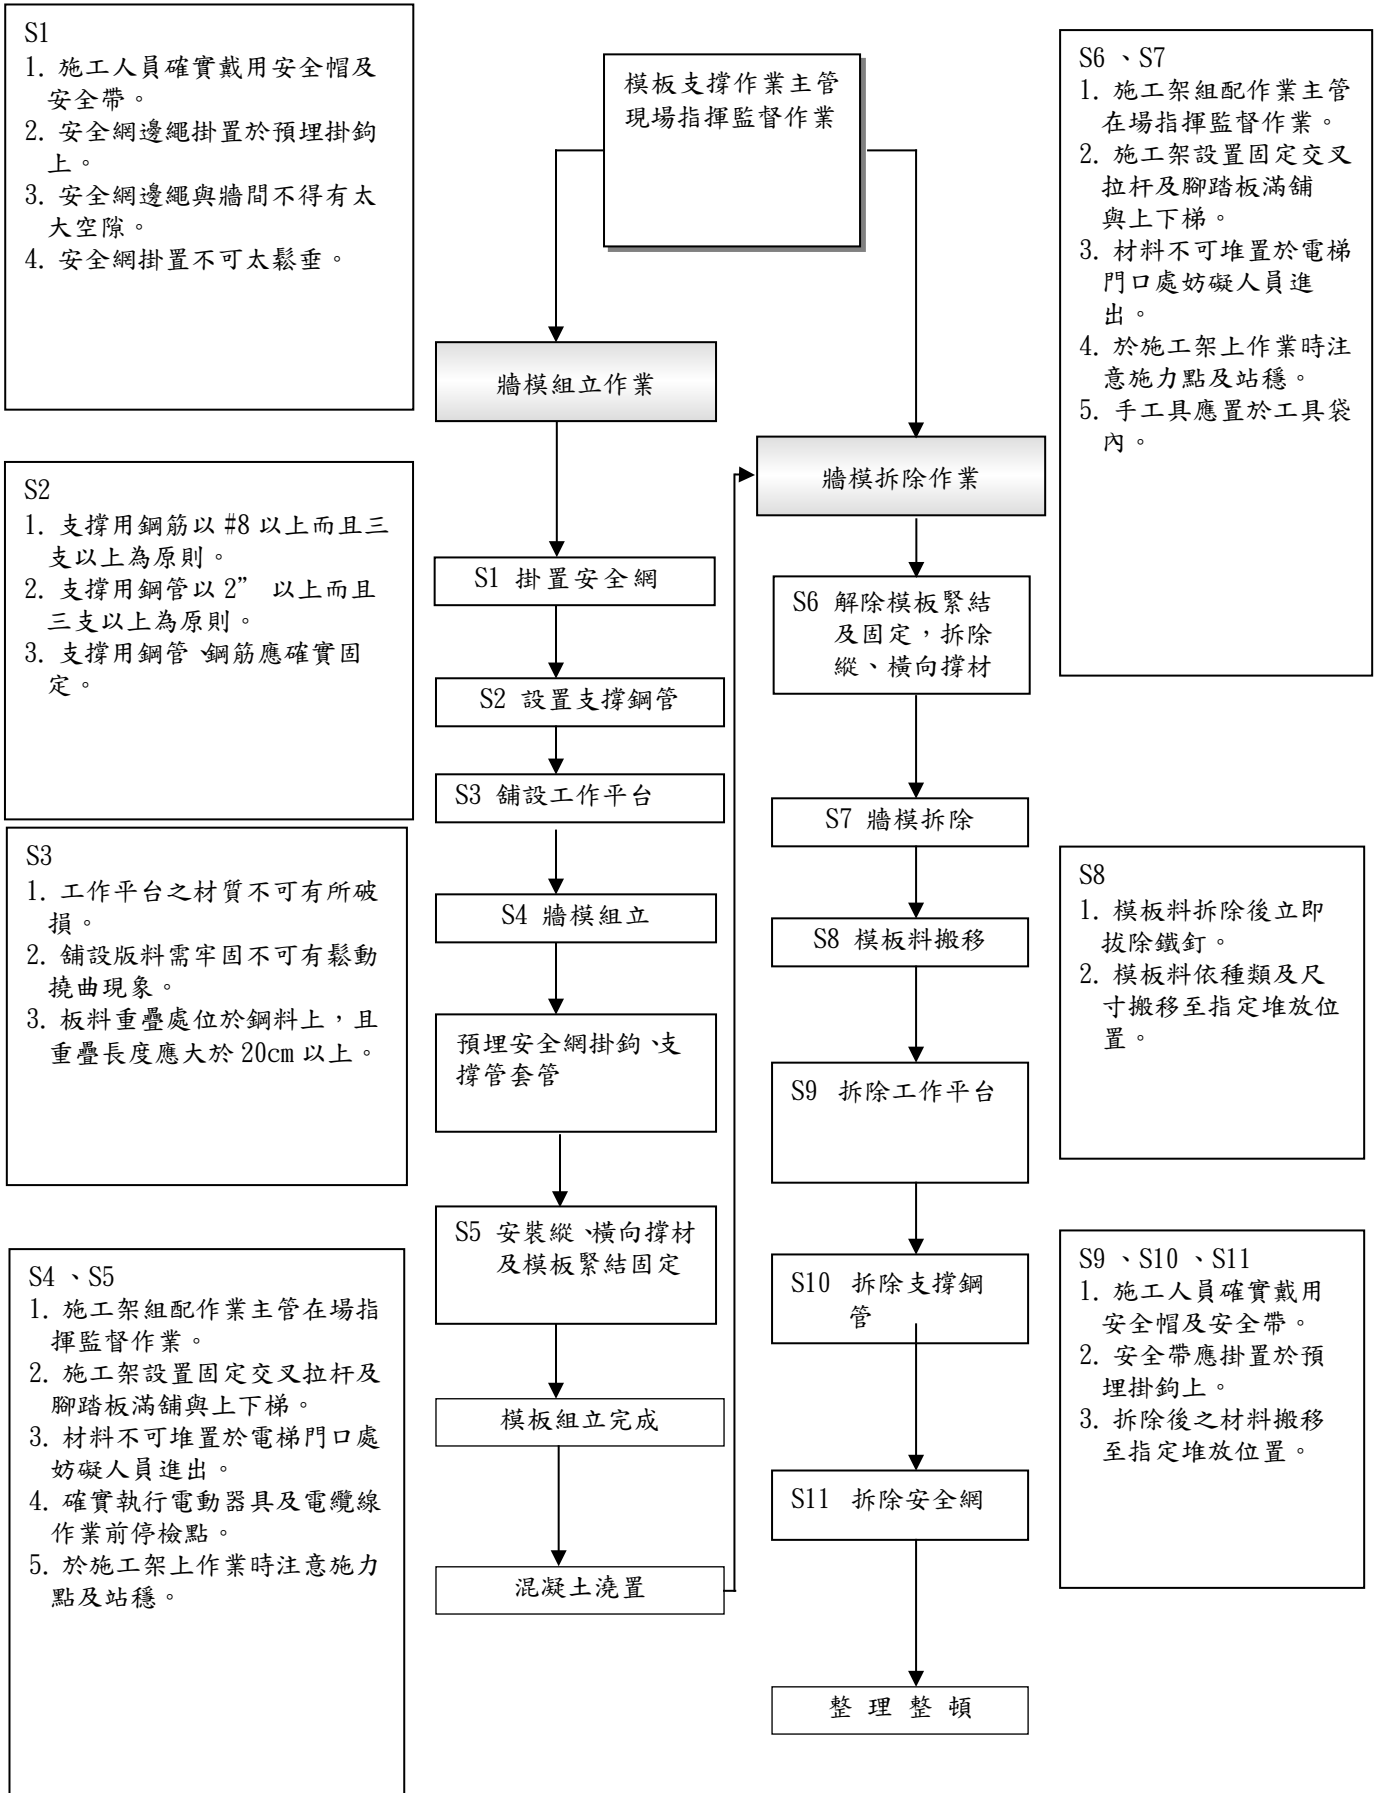 S1
1. 施工人員確實戴用安全帽及
安全帶。
2. 安全網邊繩掛置於預埋掛鉤
上。
3. 安全網邊繩與牆間不得有太
大空隙。
4. 安全網掛置不可太鬆垂。
S2
1. 支撐用鋼筋以 #8 以上而且三
支以上為原則。
2. 支撐用鋼管以 2” 以上而且
三支以上為原則。
3. 支撐用鋼管、鋼筋應確實固
定。
S3
1. 工作平台之材質不可有所破
損。
2. 舖設版料需牢固不可有鬆動
撓曲現象。
3. 板料重疊處位於鋼料上，且
重疊長度應大於 20cm 以上。
S4 、S5
1. 施工架組配作業主管在場指
揮監督作業。
2. 施工架設置固定交叉拉杆及
腳踏板滿舖與上下梯。
3. 材料不可堆置於電梯門口處
妨礙人員進出。
4. 確實執行電動器具及電纜線
作業前停檢點。
5. 於施工架上作業時注意施力
點及站穩。
模板支撐作業主管
現場指揮監督作業
牆模組立作業
S1 掛置安全網
S2 設置支撐鋼管
S3 舖設工作平台
S4 牆模組立
預埋安全網掛鉤、支
撐管套管
S5 安裝縱、橫向撐材
及模板緊結固定
模板組立完成
混凝土澆置
牆模拆除作業
S6 解除模板緊結
及固定，拆除
縱、橫向撐材
S7 牆模拆除
S8 模板料搬移
S9 拆除工作平台
S10 拆除支撐鋼
管
S11 拆除安全網
整 理 整 頓
S6 、S7
1. 施工架組配作業主管
在場指揮監督作業。
2. 施工架設置固定交叉
拉杆及腳踏板滿舖
與上下梯。
3. 材料不可堆置於電梯
門口處妨礙人員進
出。
4. 於施工架上作業時注
意施力點及站穩。
5. 手工具應置於工具袋
內。
S8
1. 模板料拆除後立即
拔除鐵釘。
2. 模板料依種類及尺
寸搬移至指定堆放位
置。
S9 、S10 、S11
1. 施工人員確實戴用
安全帽及安全帶。
2. 安全帶應掛置於預
埋掛鉤上。
3. 拆除後之材料搬移
至指定堆放位置。